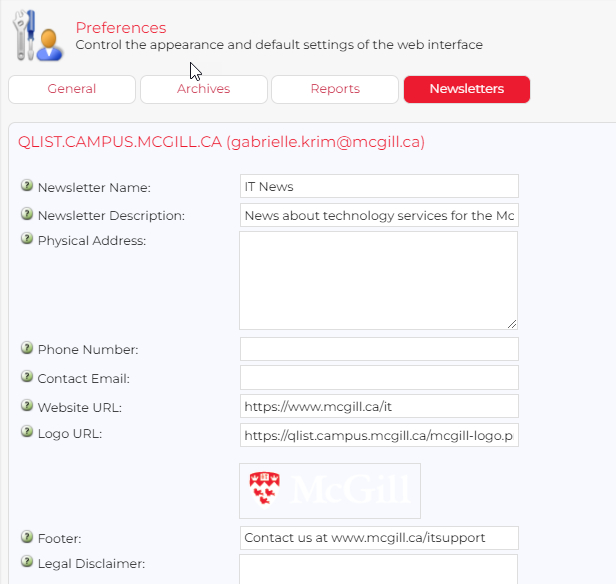 Preferences
Control the appearance and default settings of the web interface
General Archives Reports Newsletters
QLIST.CAMPUS.MCGILL.CA (gabrielle.krim@mcgill.ca)
? Newsletter Name: IT News
? Newsletter Description: News about technology services for the Mc
? Physical Address:
? Phone Number:
? Contact Email:
? Website URL: https://www.mcgill.ca/it
? Logo URL: https://qlist.campus.mcgill.ca/mcgill-logo.p
McGill
? Footer: Contact us at www.mcgill.ca/itsupport
? Legal Disclaimer: